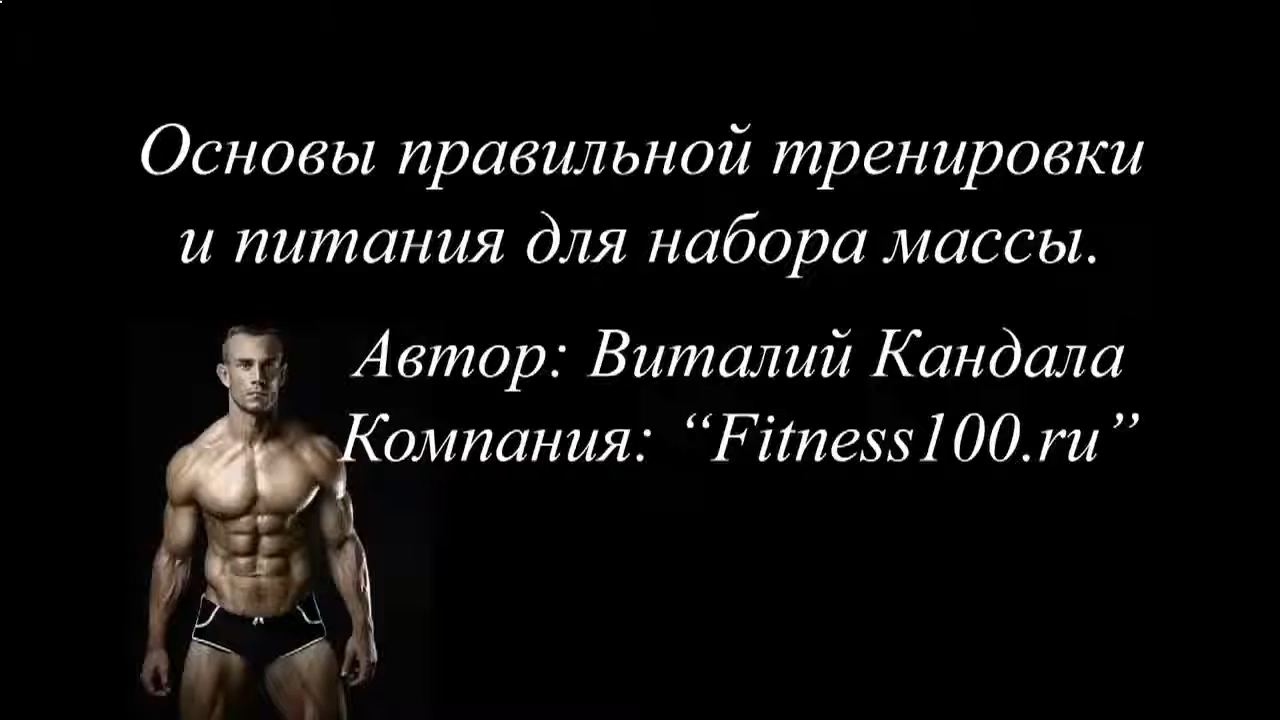 Основы правильной тренировки
и питания для набора массы.
Автор: Виталий Кандала
Компания: “Fitness100.ru”